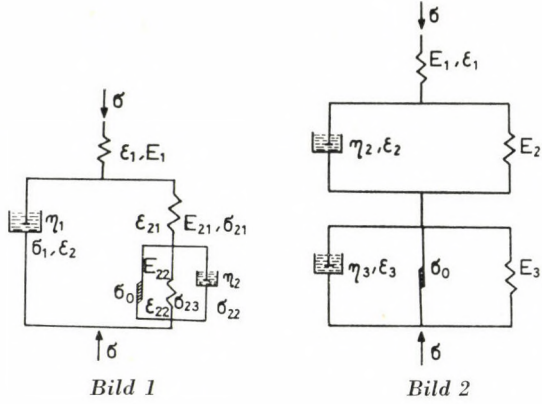 σ
ε₁, E₁
η₁
σ₁, ε₂
ε₂₁
E₂₁, σ₂₁
E₂₂
σ₀
ε₂₂
σ₂₃
η₂
σ₂₂
σ
Bild 1
σ
E₁, ε₁
η₂, ε₂
E₂
η₃, ε₃
σ₀
E₃
σ
Bild 2